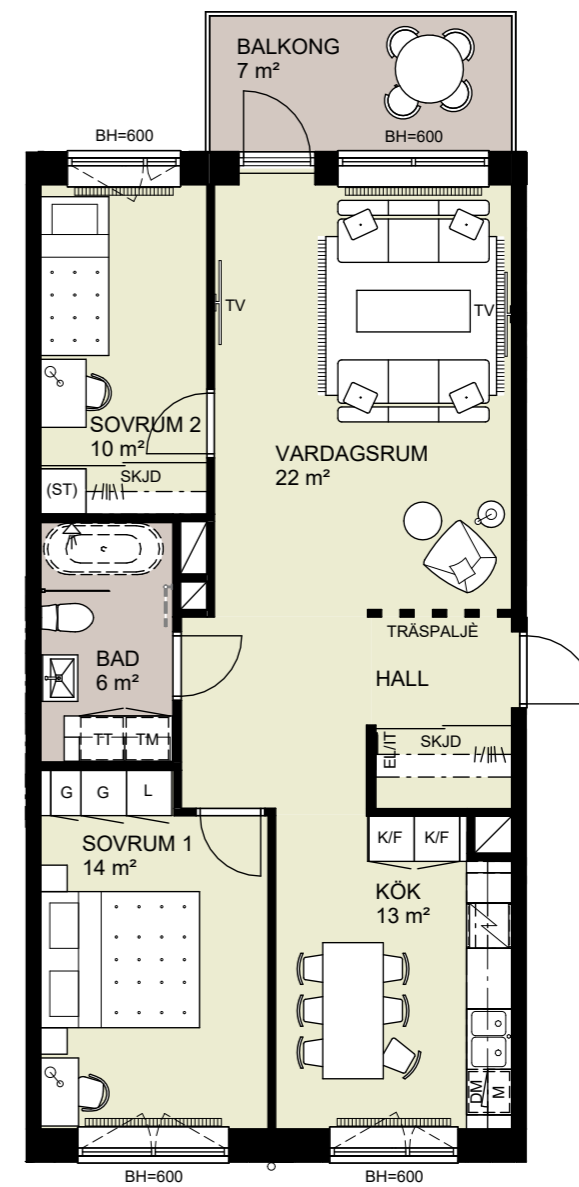 BALKONG
7 m²
BH=600
BH=600
TV
TV
SOVRUM 2
10 m²
(ST)
SKJD
VARDAGSRUM
22 m²
TRÄSPALJÈ
BAD
6 m²
HALL
TT
TM
EL/IT
SKJD
G
G
L
SOVRUM 1
14 m²
K/F
K/F
KÖK
13 m²
DM
M
BH=600
BH=600